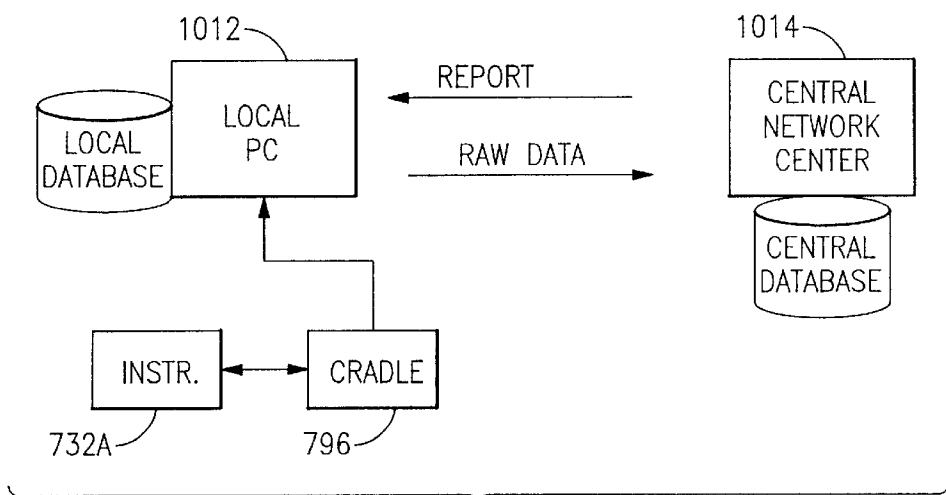 1012
1014
LOCAL
PC
LOCAL
DATABASE
REPORT
RAW DATA
CENTRAL
NETWORK
CENTER
CENTRAL
DATABASE
INSTR.
CRADLE
732A
796